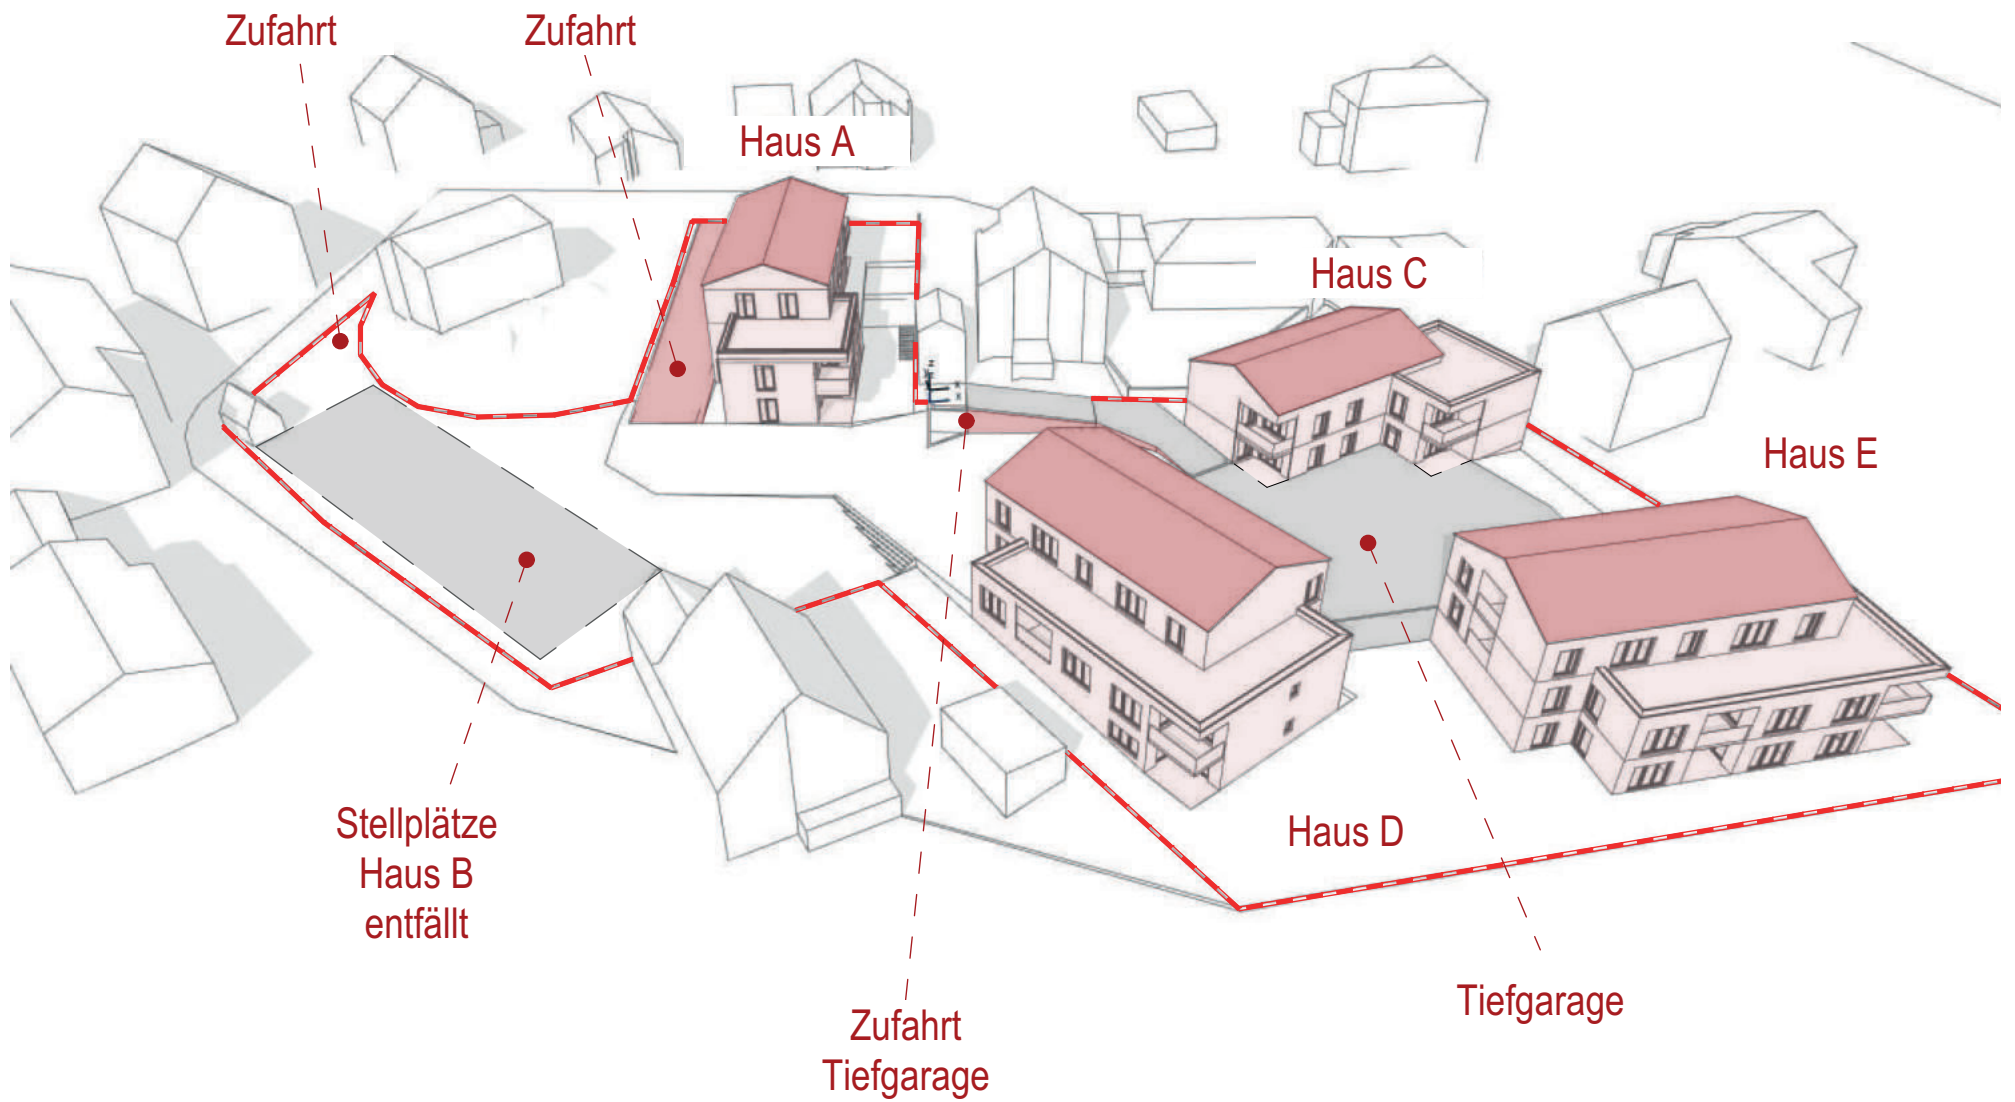 Zufahrt
Zufahrt
Haus A
Haus C
Haus E
Haus D
Stellplätze
Haus B
entfällt
Tiefgarage
Zufahrt
Tiefgarage